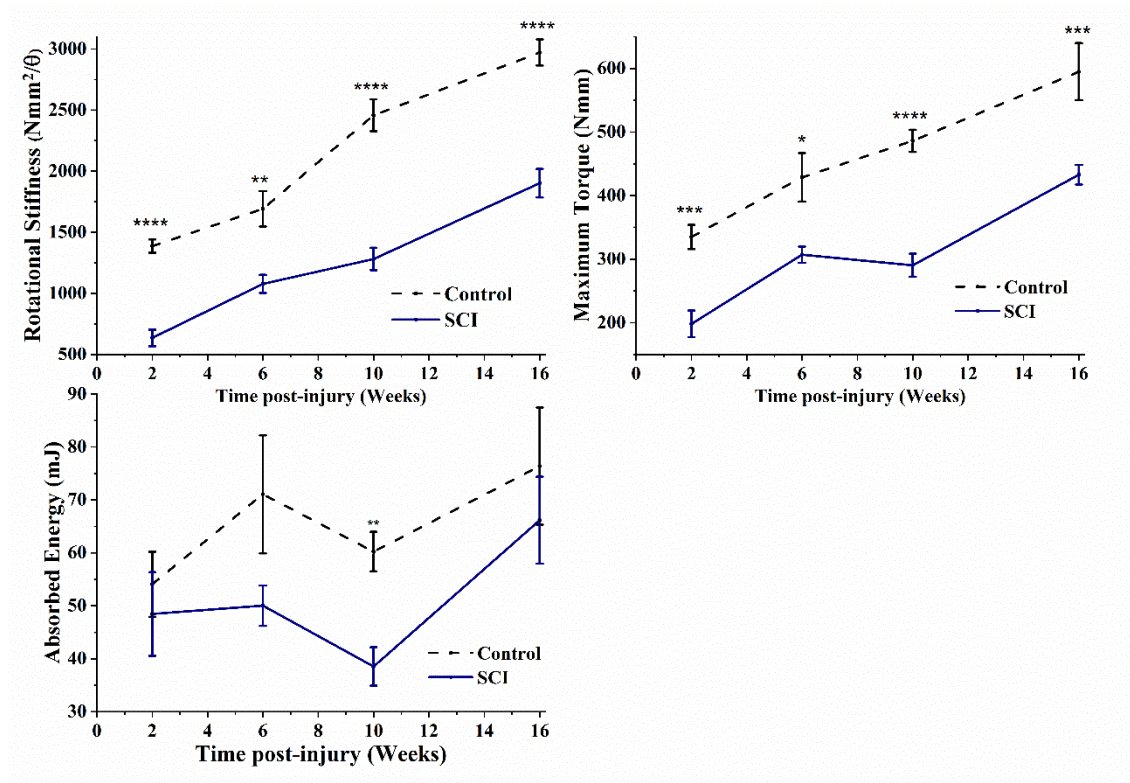 Rotational Stiffness (Nmm²/θ)
3000
2500
2000
1500
1000
500
****
**
****
****
Control
SCI
0 2 4 6 8 10 12 14 16
Time post-injury (Weeks)
Maximum Torque (Nmm)
600
500
400
300
200
***
*
****
***
Control
SCI
0 2 4 6 8 10 12 14 16
Time post-injury (Weeks)
Absorbed Energy (mJ)
90
80
70
60
50
40
30
**
Control
SCI
0 2 4 6 8 10 12 14 16
Time post-injury (Weeks)